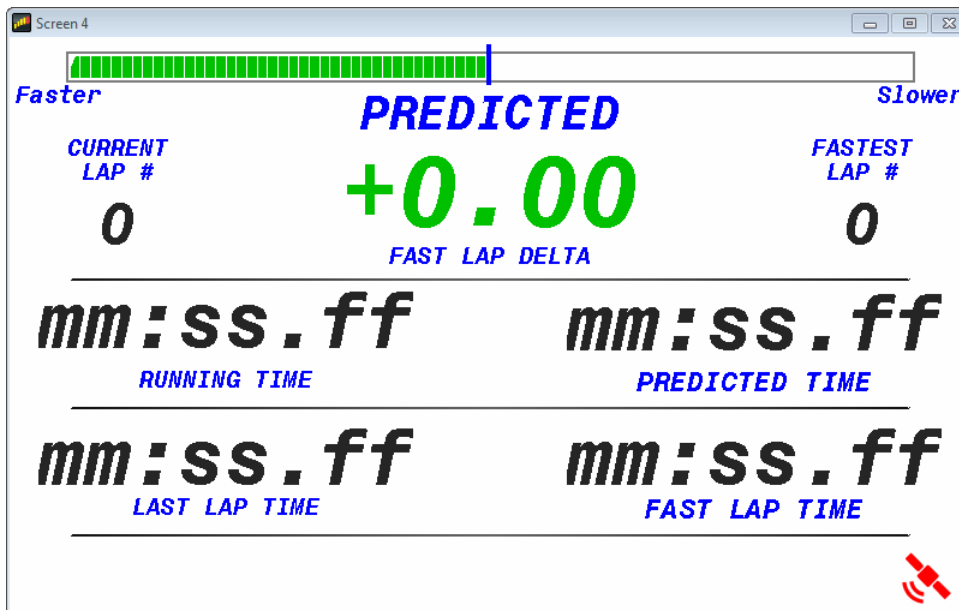 Screen 4
Faster
Slower
PREDICTED
CURRENT
LAP #
FASTEST
LAP #
0
+0.00
0
FAST LAP DELTA
mm:ss.ff
mm:ss.ff
RUNNING TIME
PREDICTED TIME
mm:ss.ff
mm:ss.ff
LAST LAP TIME
FAST LAP TIME